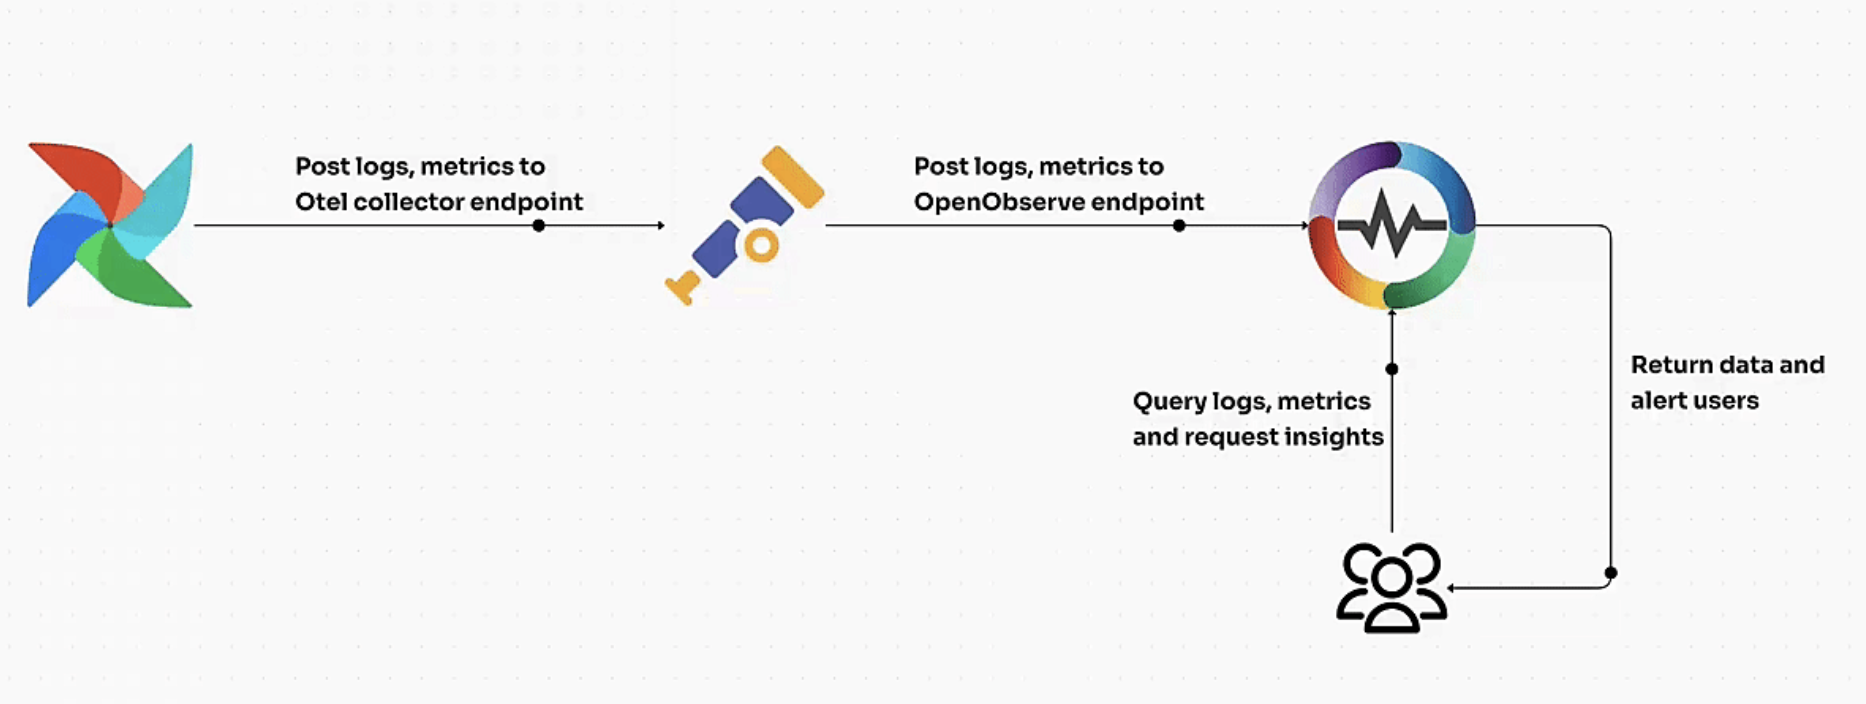 Post logs, metrics to
Otel collector endpoint
Post logs, metrics to
OpenObserve endpoint
Query logs, metrics
and request insights
Return data and
alert users